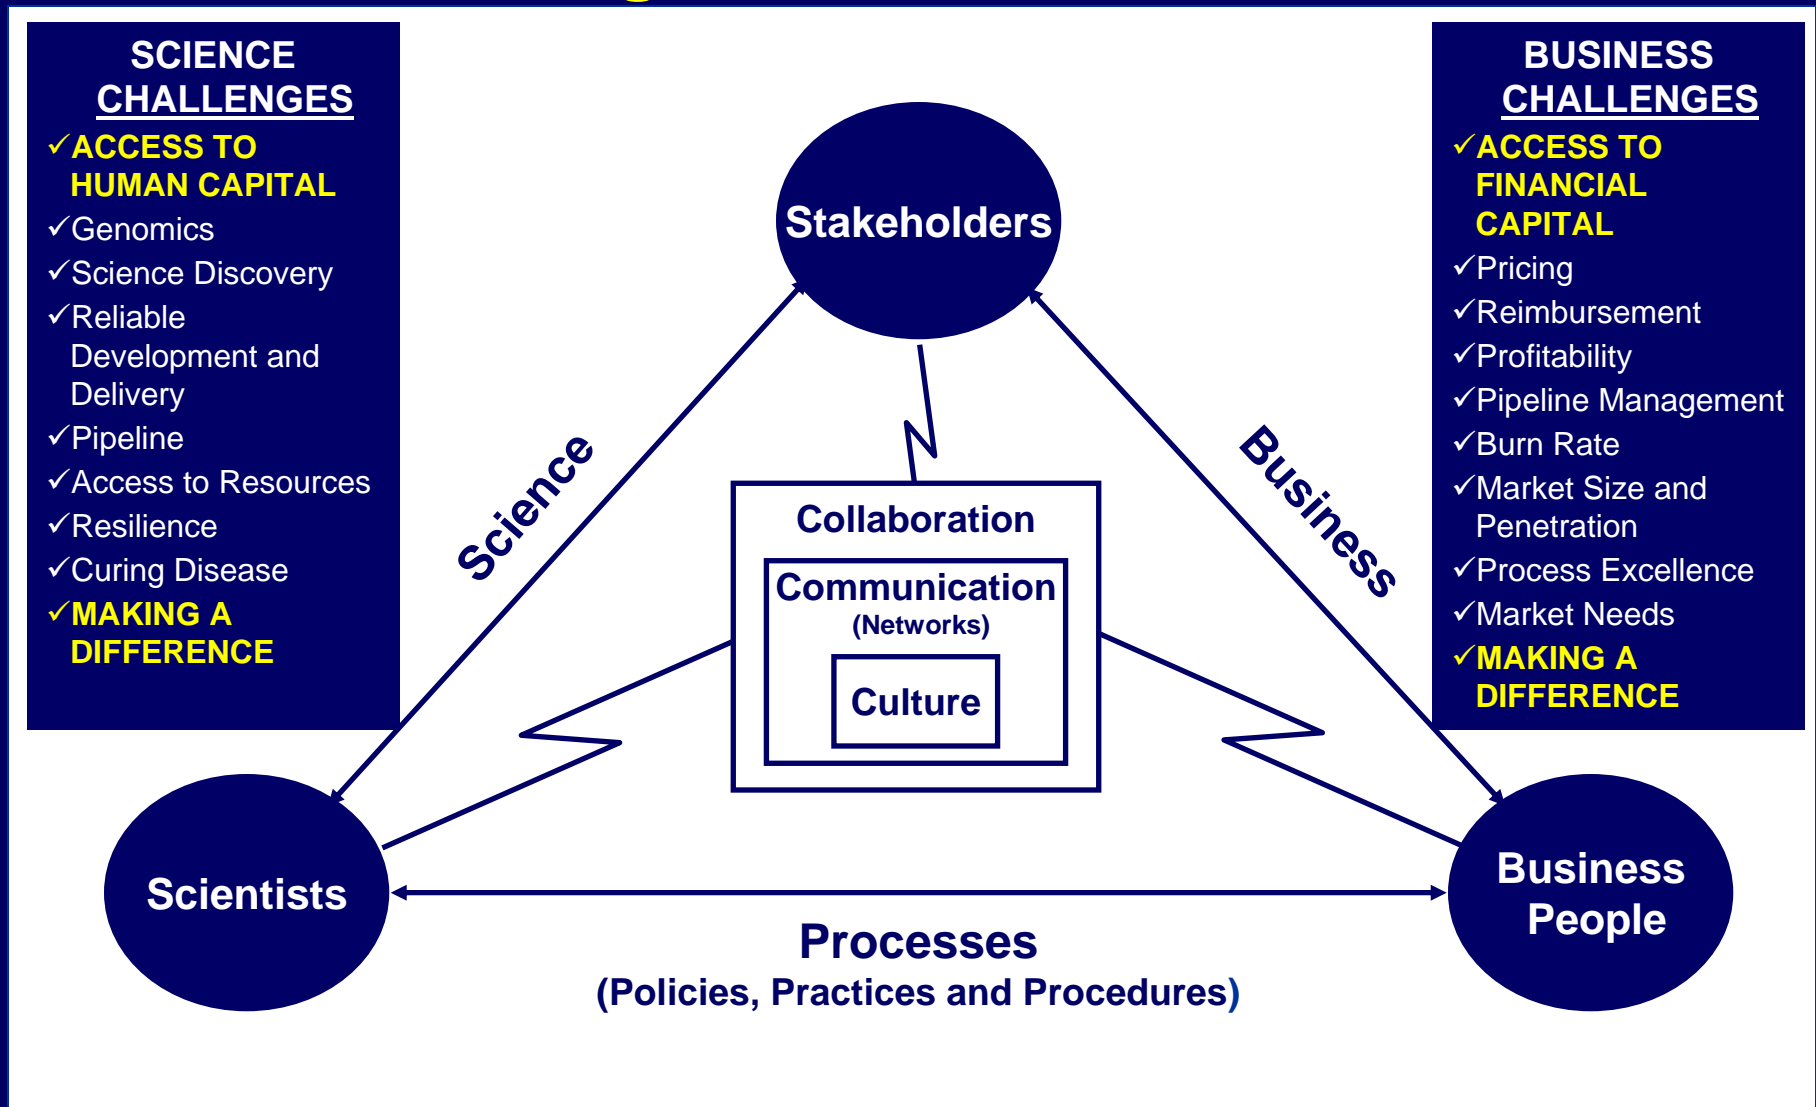 SCIENCE
CHALLENGES
✓ACCESS TO
HUMAN CAPITAL
✓Genomics
✓Science Discovery
✓Reliable
Development and
Delivery
✓Pipeline
✓Access to Resources
✓Resilience
✓Curing Disease
✓MAKING A
DIFFERENCE
Stakeholders
Science
Business
Collaboration
Communication
(Networks)
Culture
BUSINESS
CHALLENGES
✓ACCESS TO
FINANCIAL
CAPITAL
✓Pricing
✓Reimbursement
✓Profitability
✓Pipeline Management
✓Burn Rate
✓Market Size and
Penetration
✓Process Excellence
✓Market Needs
✓MAKING A
DIFFERENCE
Scientists
Business
People
Processes
(Policies, Practices and Procedures)